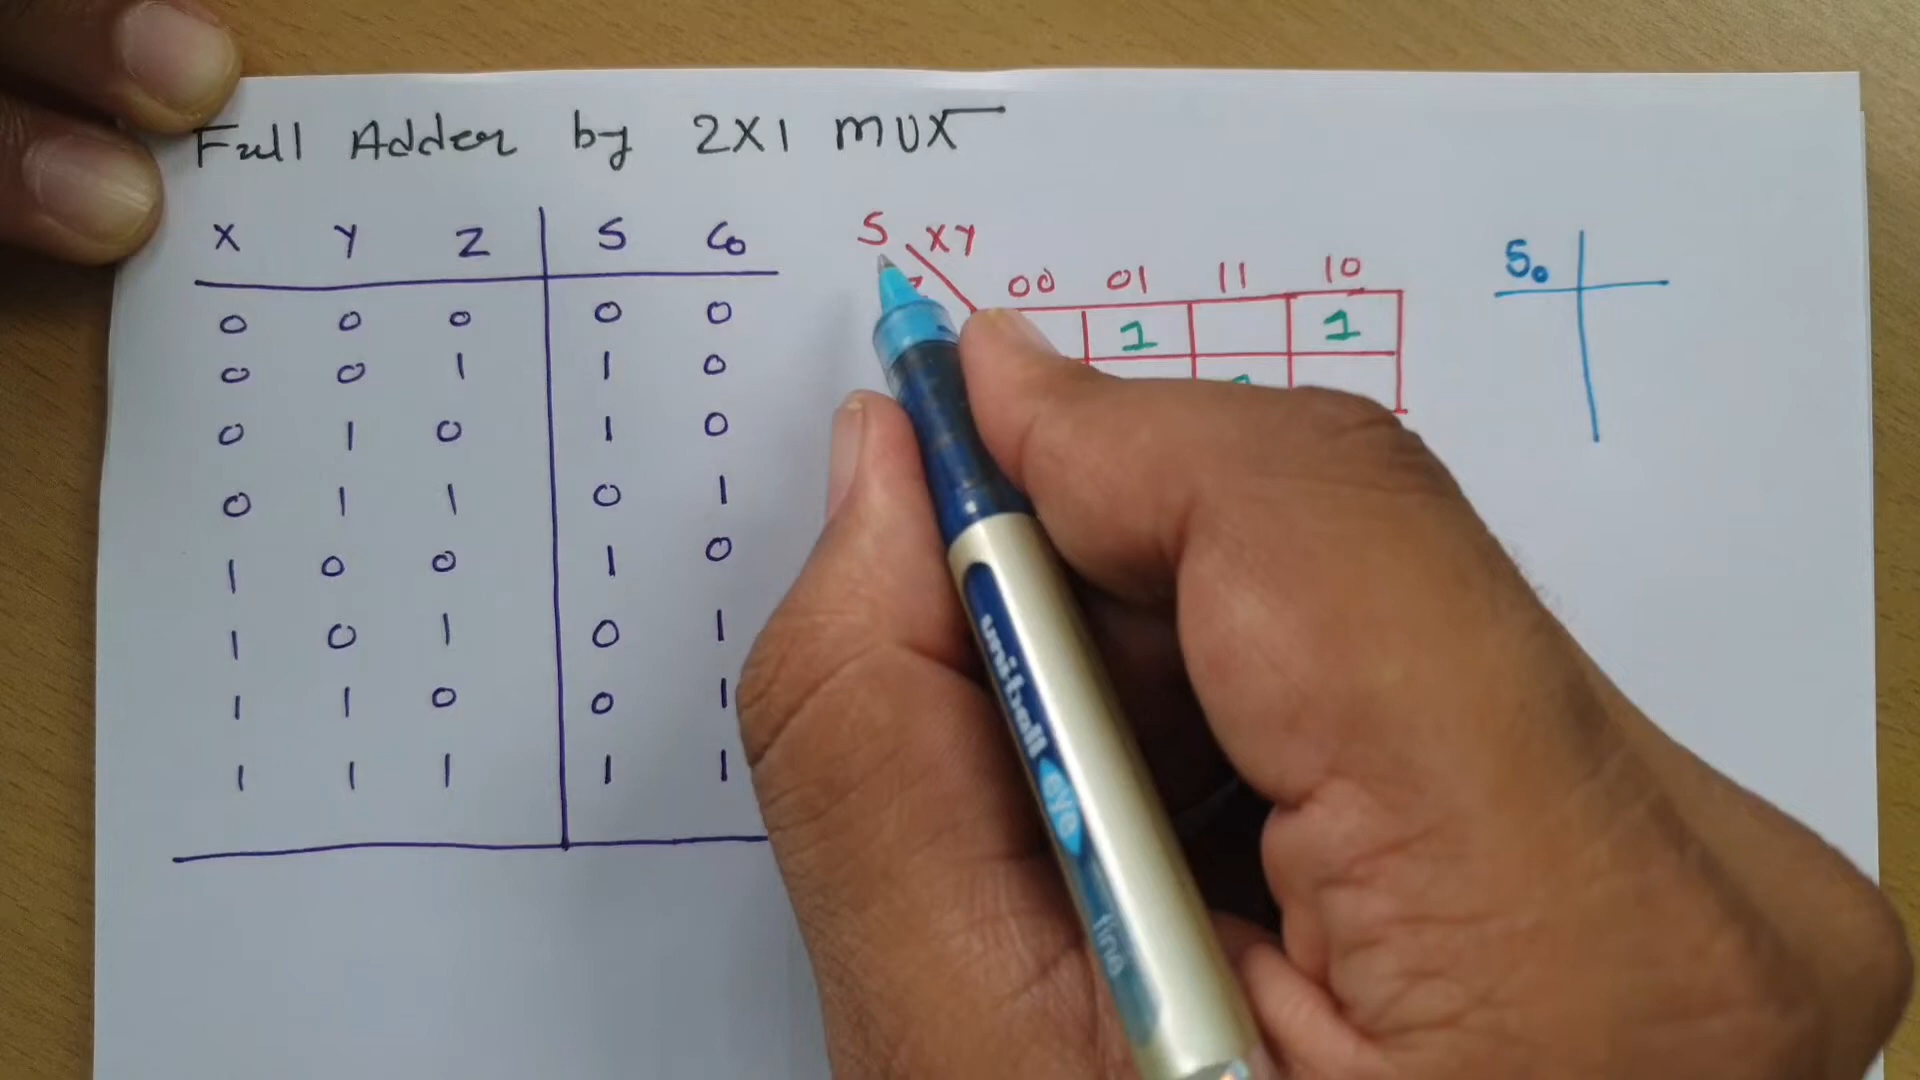 Full Adder by 2X1 MUX
X Y Z S Co
0 0 0 0 0
0 0 1 1 0
0 1 0 1 0
0 1 1 0 1
1 0 0 1 0
1 0 1 0 1
1 1 0 0 1
1 1 1 1 1
S XY
00 01 11 10
1 1
S0
uniball eye fine